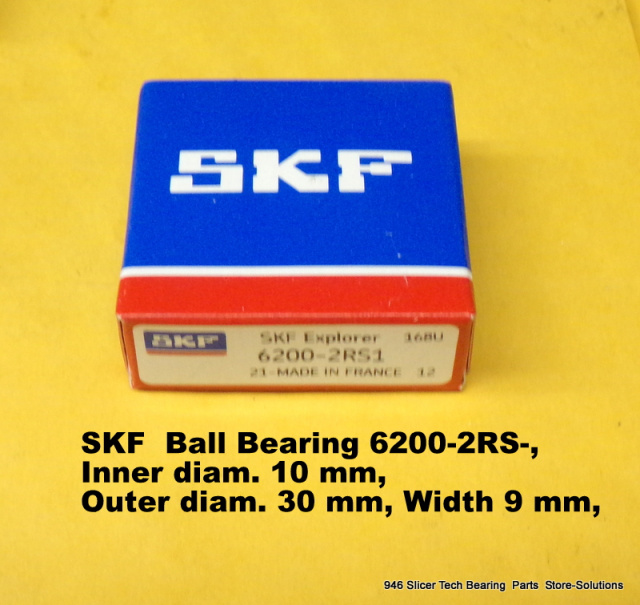 SKF
SKF SKF Explorer 168U
6200-2RS1
21-MADE IN FRANCE 12
SKF Ball Bearing 6200-2RS-,
Inner diam. 10 mm,
Outer diam. 30 mm, Width 9 mm,
946 Slicer Tech Bearing Parts Store-Solutions